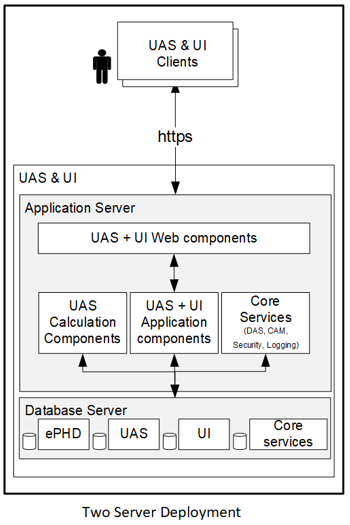 UAS & UI
Clients
https
UAS & UI
Application Server
UAS + UI Web components
UAS
Calculation
Components
UAS + UI
Application
components
Core
Services
(DAS, CAM,
Security, Logging)
Database Server
ePHD
UAS
UI
Core
services
Two Server Deployment